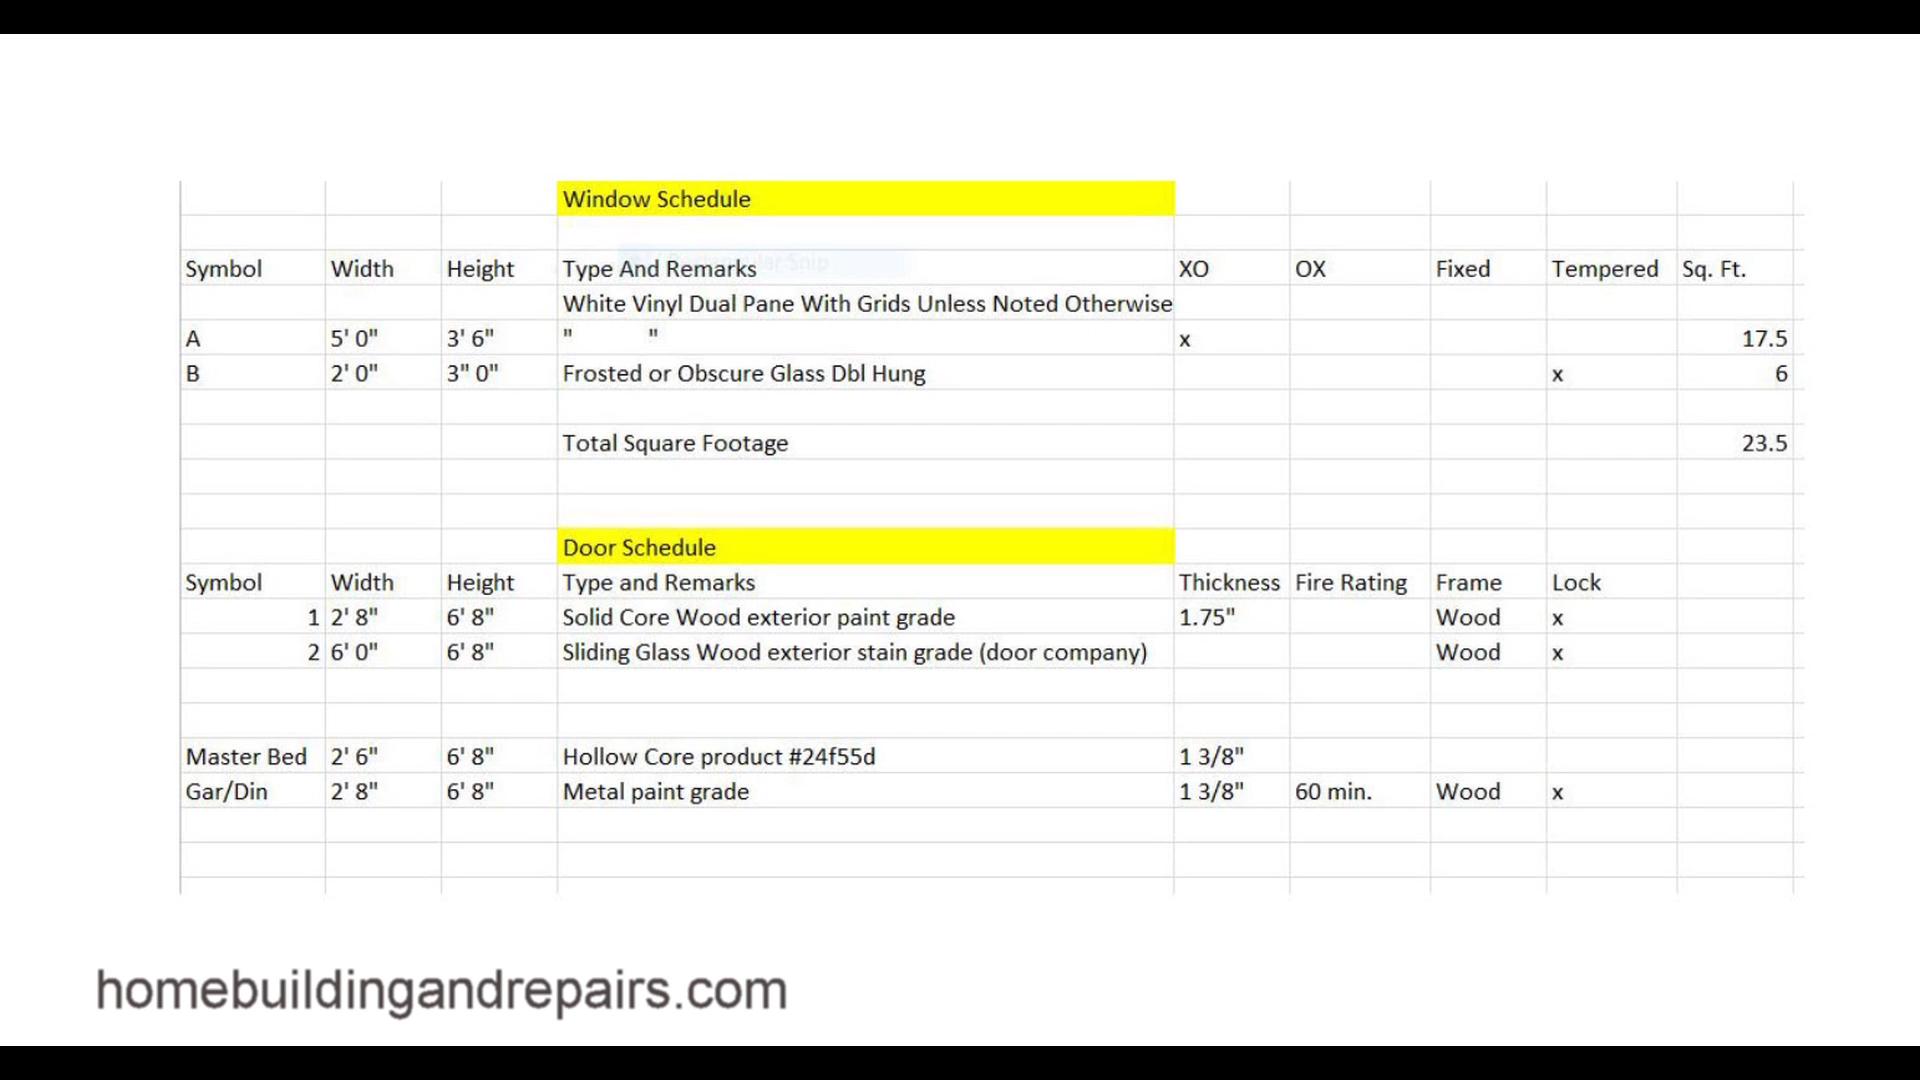 Window Schedule
Symbol Width Height Type And Remarks XO OX Fixed Tempered Sq. Ft.
White Vinyl Dual Pane With Grids Unless Noted Otherwise
A 5' 0" 3' 6" " " x 17.5
B 2' 0" 3" 0" Frosted or Obscure Glass Dbl Hung x 6
Total Square Footage 23.5
Door Schedule
Symbol Width Height Type and Remarks Thickness Fire Rating Frame Lock
1 2' 8" 6' 8" Solid Core Wood exterior paint grade 1.75" Wood x
2 6' 0" 6' 8" Sliding Glass Wood exterior stain grade (door company) Wood x
Master Bed 2' 6" 6' 8" Hollow Core product #24f55d 1 3/8"
Gar/Din 2' 8" 6' 8" Metal paint grade 1 3/8" 60 min. Wood x
homebuildingandrepairs.com